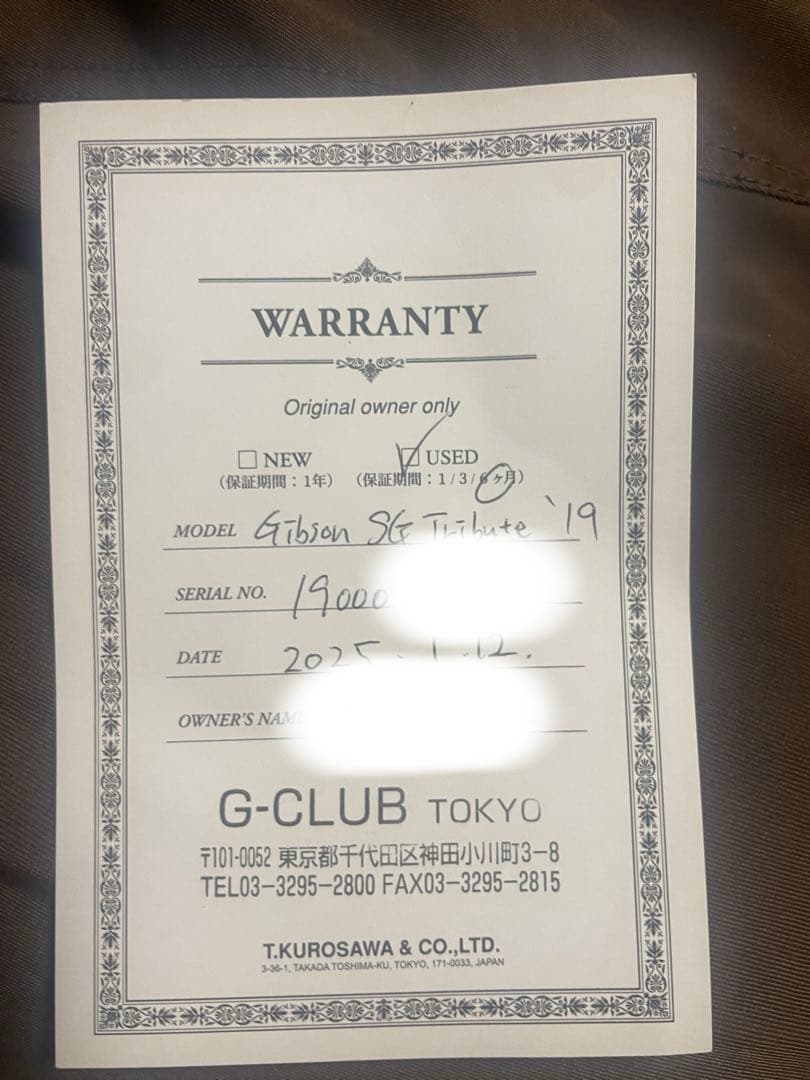 WARRANTY
Original owner only
☐ NEW ☑ USED
(保証期間：1年) (保証期間：1/3/6ヶ月)
MODEL Gibson SG Tribute '19
SERIAL NO. 19000
DATE 2025.1.12.
OWNER'S NAM
G-CLUB TOKYO
〒101-0052 東京都千代田区神田小川町3-8
TEL03-3295-2800 FAX03-3295-2815
T.KUROSAWA & CO.,LTD.
3-36-1, TAKADA TOSHIMA-KU, TOKYO, 171-0033, JAPAN